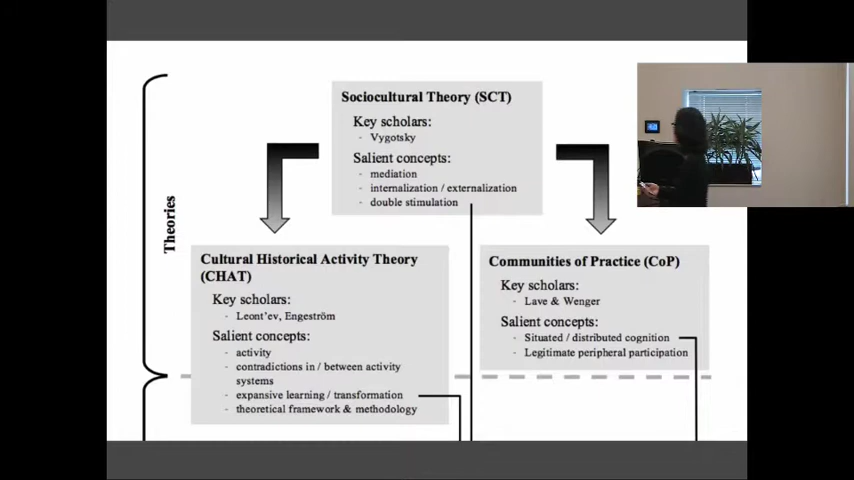 Theories
Sociocultural Theory (SCT)
Key scholars:
- Vygotsky
Salient concepts:
- mediation
- internalization / externalization
- double stimulation
Cultural Historical Activity Theory
(CHAT)
Key scholars:
- Leont'ev, Engeström
Salient concepts:
- activity
- contradictions in / between activity
systems
- expansive learning / transformation
- theoretical framework & methodology
Communities of Practice (CoP)
Key scholars:
- Lave & Wenger
Salient concepts:
- Situated / distributed cognition
- Legitimate peripheral participation